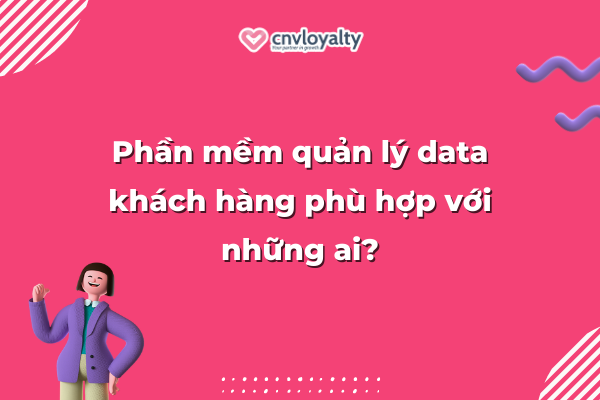 cnvloyalty
Your partner in growth
Phần mềm quản lý data
khách hàng phù hợp với
những ai?